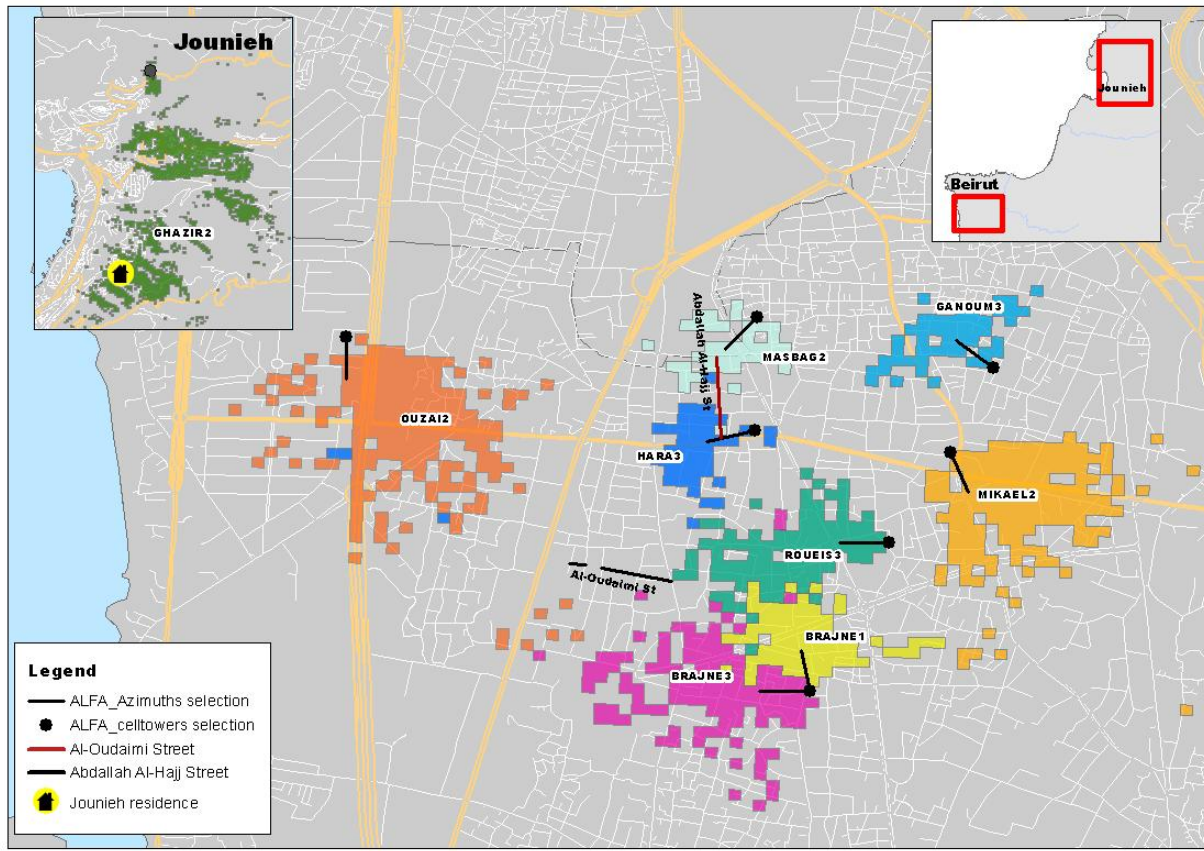 Jounieh
GHAZIR2
Jounieh
Beirut
GANOUM3
MASBAG2
Abdallah Al-Hajj St
OUZAI2
HARA3
MIKAEL2
ROUEIS3
Al-Oudaimi St
BRAJNE1
BRAJNE3
Legend
ALFA_Azimuths selection
ALFA_celltowers selection
Al-Oudaimi Street
Abdallah Al-Hajj Street
Jounieh residence